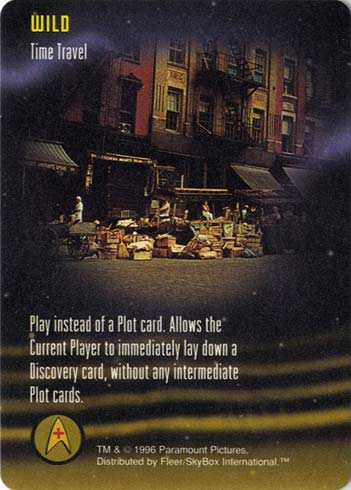 WILD
Time Travel
Play instead of a Plot card. Allows the
Current Player to immediately lay down a
Discovery card, without any intermediate
Plot cards.
TM & © 1996 Paramount Pictures.
Distributed by Fleer/SkyBox International.™